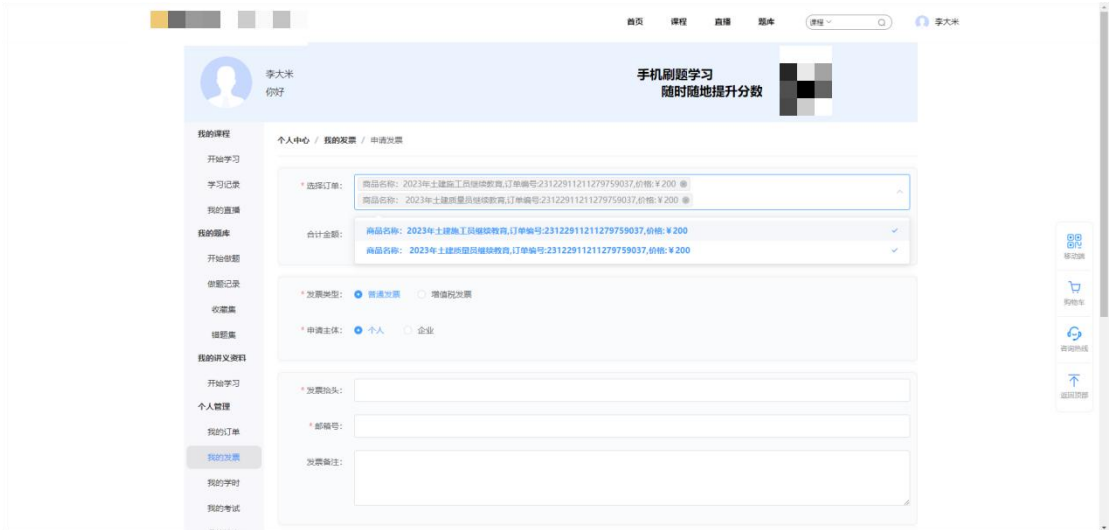 首页 课程 直播 题库 课程 李大米
李大米
你好
手机刷题学习
随时随地提升分数
我的课程
开始学习
学习记录
我的直播
我的题库
开始做题
做题记录
收藏集
错题集
我的讲义资料
开始学习
个人管理
我的订单
我的发票
我的学时
我的考试
个人中心 / 我的发票 / 申请发票
* 选择订单:
商品名称：2023年土建施工员继续教育,订单编号:23122911211279759037,价格:¥200
商品名称： 2023年土建质量员继续教育,订单编号:23122911211279759037,价格:¥200
合计金额:
商品名称：2023年土建施工员继续教育,订单编号:23122911211279759037,价格:¥200
商品名称： 2023年土建质量员继续教育,订单编号:23122911211279759037,价格:¥200
* 发票类型: 普通发票 增值税发票
* 申请主体: 个人 企业
* 发票抬头:
* 邮箱号:
发票备注:
移动端
购物车
咨询热线
返回顶部